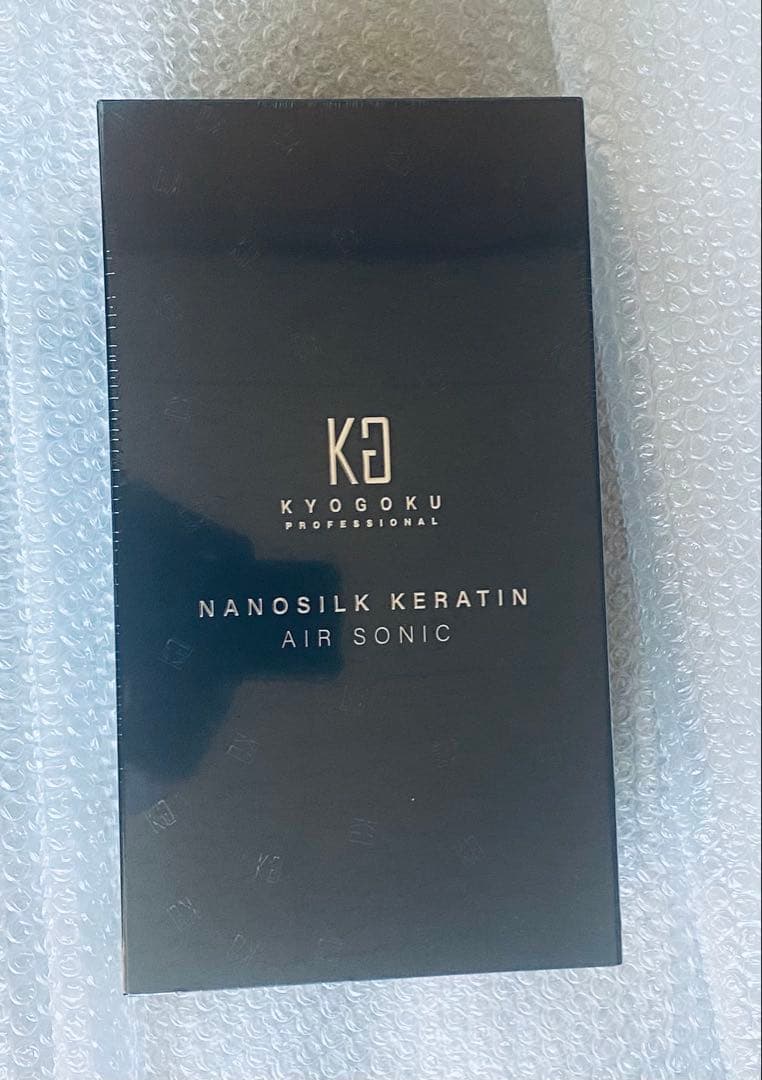 KG
KYOGOKU
PROFESSIONAL
NANOSILK KERATIN
AIR SONIC